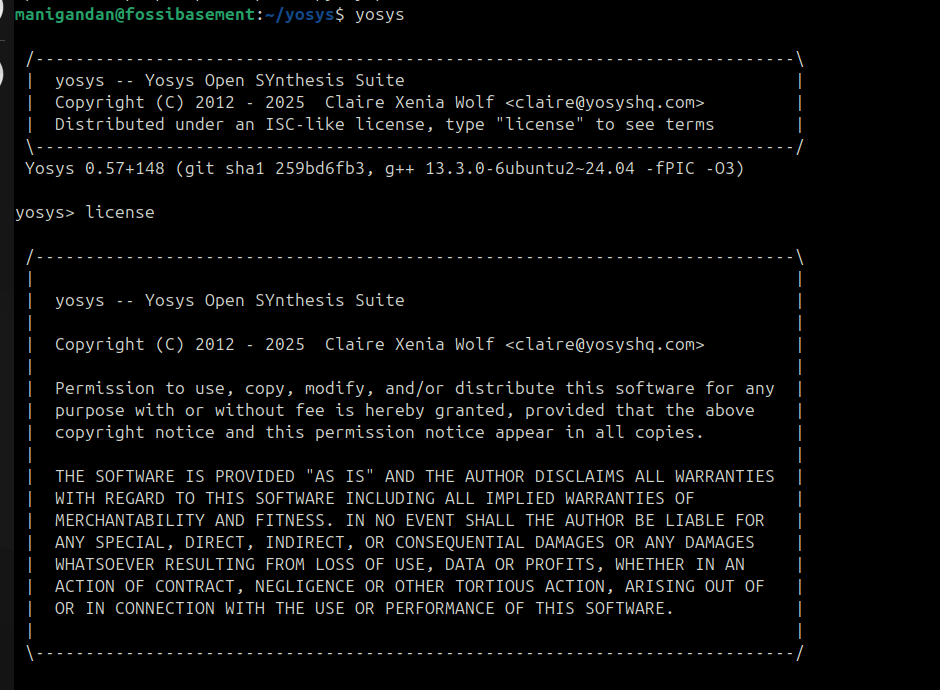 manigandan@fossibasement:~/yosys$ yosys
/----------------------------------------------------------------------------\
|  yosys -- Yosys Open SYnthesis Suite                                       |
|  Copyright (C) 2012 - 2025  Claire Xenia Wolf <claire@yosyshq.com>         |
|  Distributed under an ISC-like license, type "license" to see terms        |
\----------------------------------------------------------------------------/
Yosys 0.57+148 (git sha1 259bd6fb3, g++ 13.3.0-6ubuntu2~24.04 -fPIC -O3)
yosys> license
/----------------------------------------------------------------------------\
|                                                                            |
|  yosys -- Yosys Open SYnthesis Suite                                       |
|                                                                            |
|  Copyright (C) 2012 - 2025  Claire Xenia Wolf <claire@yosyshq.com>         |
|                                                                            |
|  Permission to use, copy, modify, and/or distribute this software for any  |
|  purpose with or without fee is hereby granted, provided that the above    |
|  copyright notice and this permission notice appear in all copies.         |
|                                                                            |
|  THE SOFTWARE IS PROVIDED "AS IS" AND THE AUTHOR DISCLAIMS ALL WARRANTIES  |
|  WITH REGARD TO THIS SOFTWARE INCLUDING ALL IMPLIED WARRANTIES OF          |
|  MERCHANTABILITY AND FITNESS. IN NO EVENT SHALL THE AUTHOR BE LIABLE FOR   |
|  ANY SPECIAL, DIRECT, INDIRECT, OR CONSEQUENTIAL DAMAGES OR ANY DAMAGES    |
|  WHATSOEVER RESULTING FROM LOSS OF USE, DATA OR PROFITS, WHETHER IN AN     |
|  ACTION OF CONTRACT, NEGLIGENCE OR OTHER TORTIOUS ACTION, ARISING OUT OF   |
|  OR IN CONNECTION WITH THE USE OR PERFORMANCE OF THIS SOFTWARE.            |
|                                                                            |
\----------------------------------------------------------------------------/